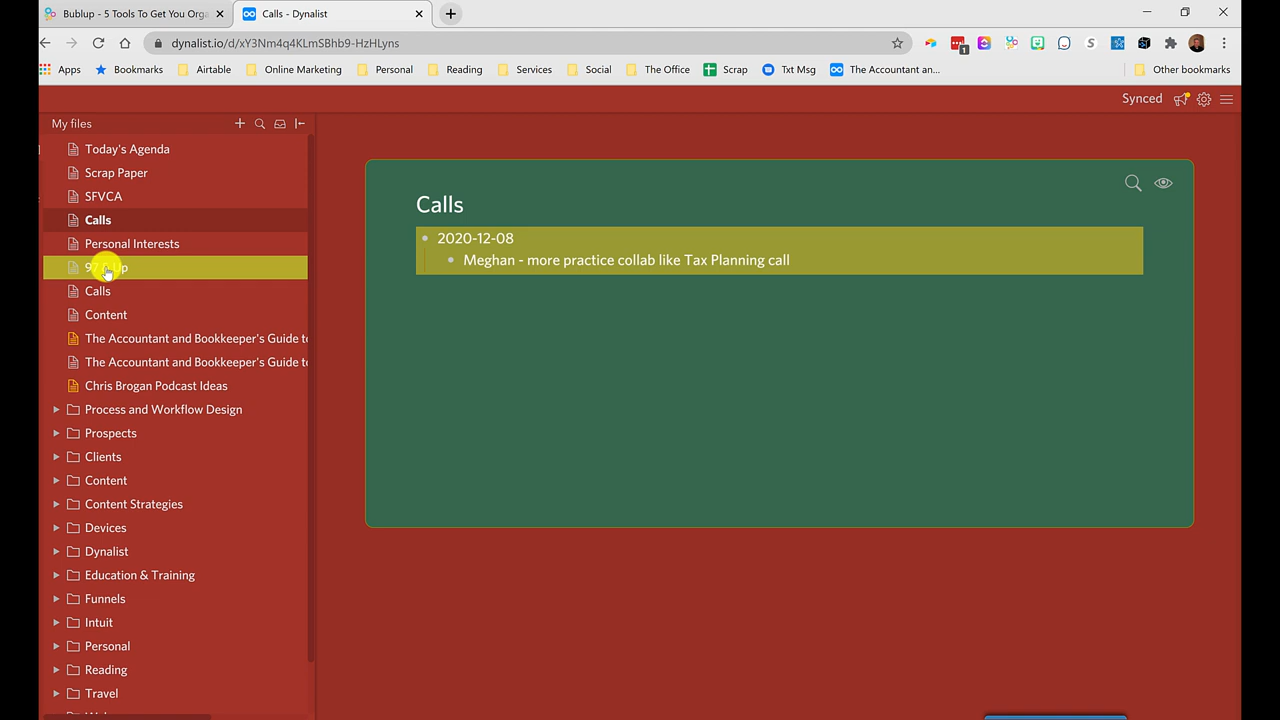 Bublup - 5 Tools To Get You Orga
Calls - Dynalist
dynalist.io/d/xY3Nm4q4KLmSBhb9-HzHLyns
1
Apps
Bookmarks
Airtable
Online Marketing
Personal
Reading
Services
Social
The Office
Scrap
Txt Msg
The Accountant an...
Other bookmarks
Synced
My files
Today's Agenda
Scrap Paper
SFVCA
Calls
Personal Interests
Calls
Content
The Accountant and Bookkeeper's Guide to
The Accountant and Bookkeeper's Guide to
Chris Brogan Podcast Ideas
Process and Workflow Design
Prospects
Clients
Content
Content Strategies
Devices
Dynalist
Education & Training
Funnels
Intuit
Personal
Reading
Travel
Calls
2020-12-08
Meghan - more practice collab like Tax Planning call